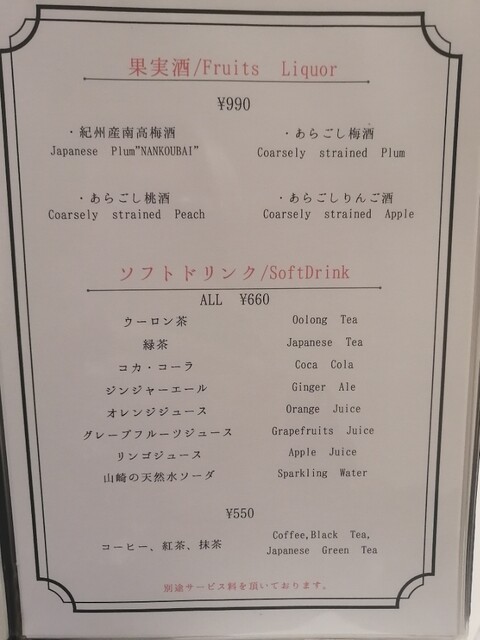 果実酒/Fruits Liquor
¥990
・紀州産南高梅酒
Japanese Plum"NANKOUBAI"
・あらごし梅酒
Coarsely strained Plum
・あらごし桃酒
Coarsely strained Peach
・あらごしりんご酒
Coarsely strained Apple
ソフトドリンク/SoftDrink
ALL ¥660
ウーロン茶 Oolong Tea
緑茶 Japanese Tea
コカ・コーラ Coca Cola
ジンジャーエール Ginger Ale
オレンジジュース Orange Juice
グレープフルーツジュース Grapefruits Juice
リンゴジュース Apple Juice
山崎の天然水ソーダ Sparkling Water
¥550
コーヒー、紅茶、抹茶
Coffee,Black Tea,
Japanese Green Tea
別途サービス料を頂いております。